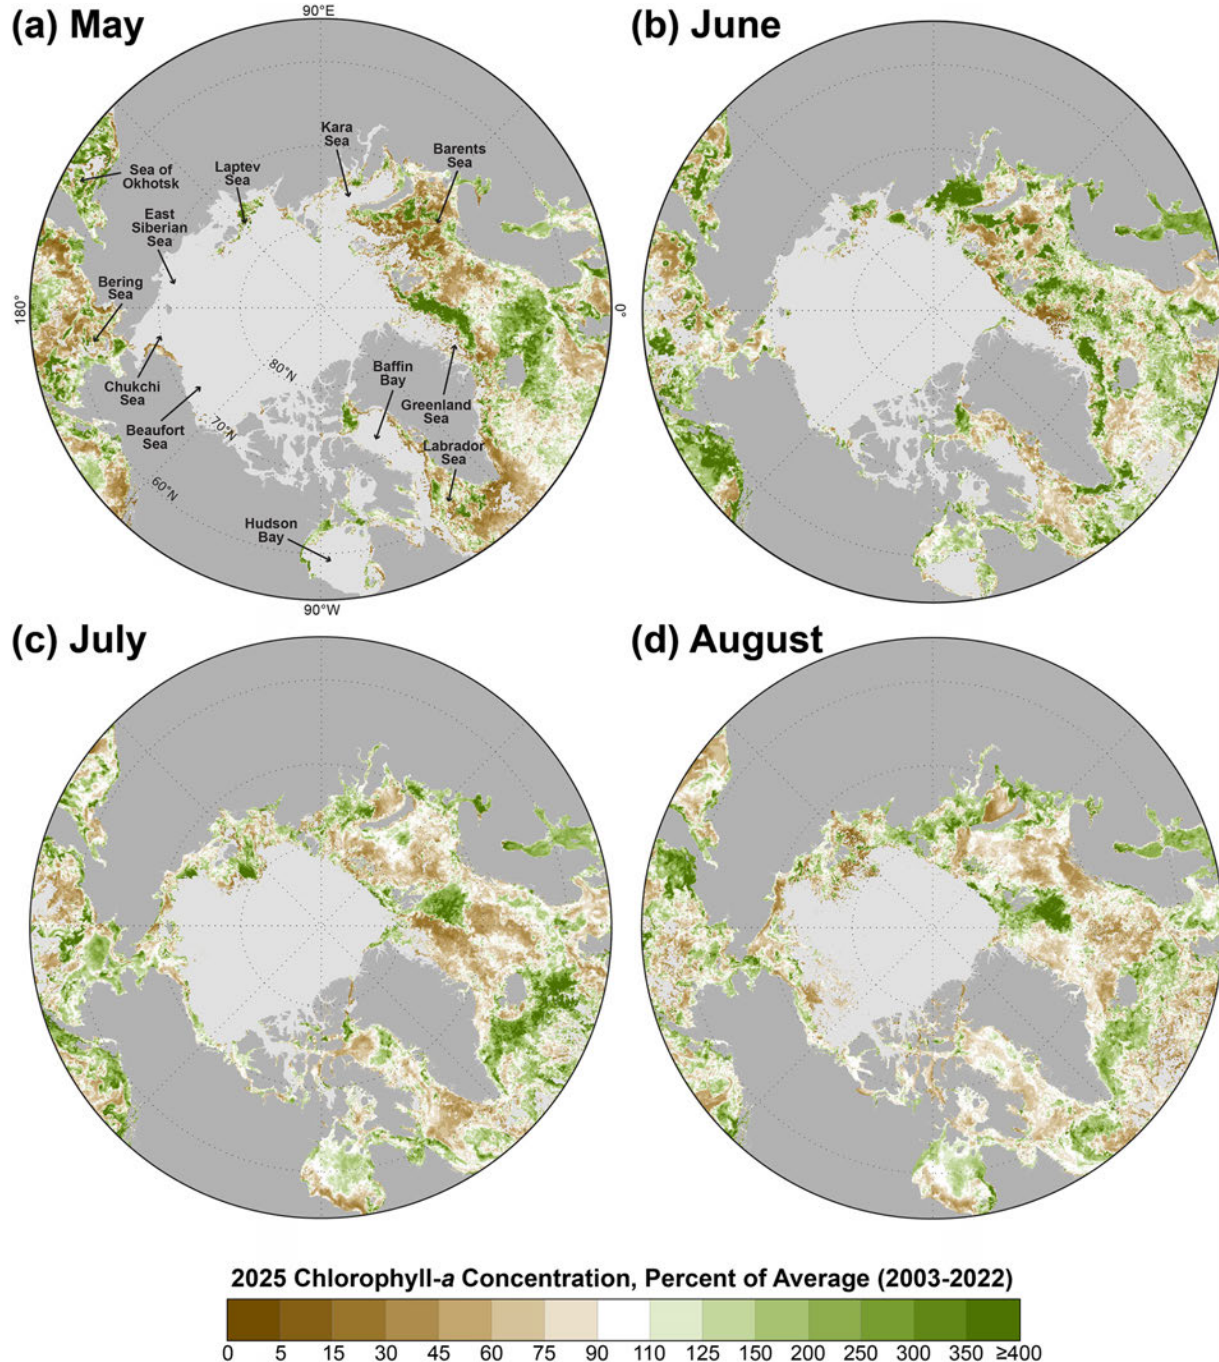 (a) May
90°E
(b) June
Kara
Sea
Barents
Sea
Sea of
Okhotsk
Laptev
Sea
East
Siberian
Sea
Bering
Sea
180°
0°
80°N
Baffin
Bay
Chukchi
Sea
70°N
Greenland
Sea
Beaufort
Sea
Labrador
Sea
60°N
Hudson
Bay
90°W
(c) July
(d) August
2025 Chlorophyll-a Concentration, Percent of Average (2003-2022)
0 5 15 30 45 60 75 90 110 125 150 200 250 300 350 ≥400